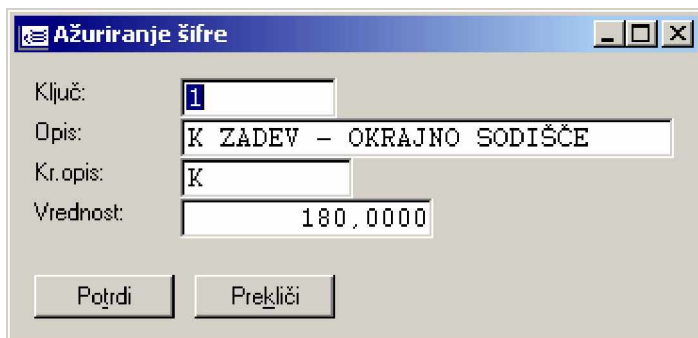 Ažuriranje šifre
Ključ: 1
Opis: K ZADEV - OKRAJNO SODIŠČE
Kr.opis: K
Vrednost: 180,0000
Potrdi Prekliči